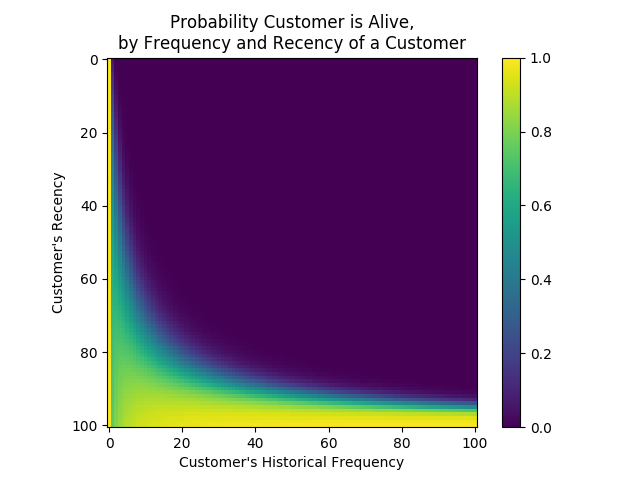 Probability Customer is Alive,
by Frequency and Recency of a Customer
0
20
40
60
80
100
Customer's Recency
0 20 40 60 80 100
Customer's Historical Frequency
1.0
0.8
0.6
0.4
0.2
0.0